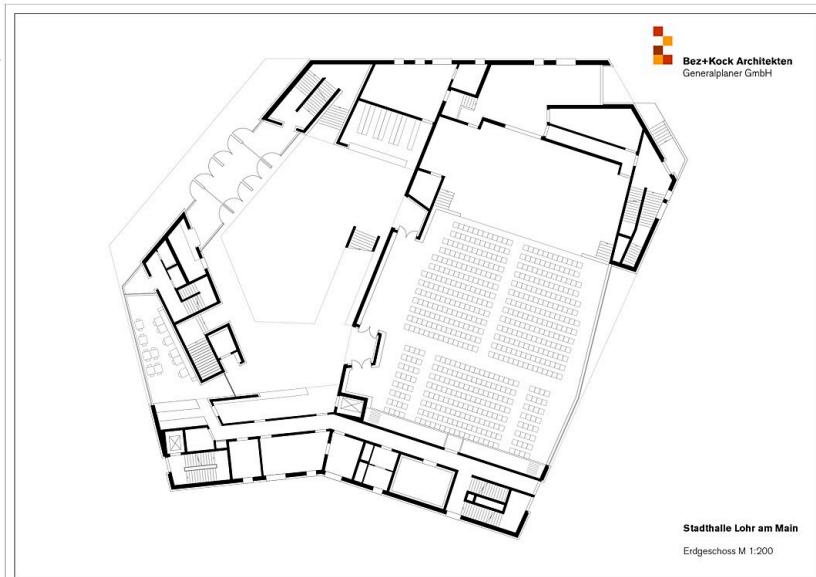 Bez+Kock Architekten
Generalplaner GmbH
Stadthalle Lohr am Main
Erdgeschoss M 1:200